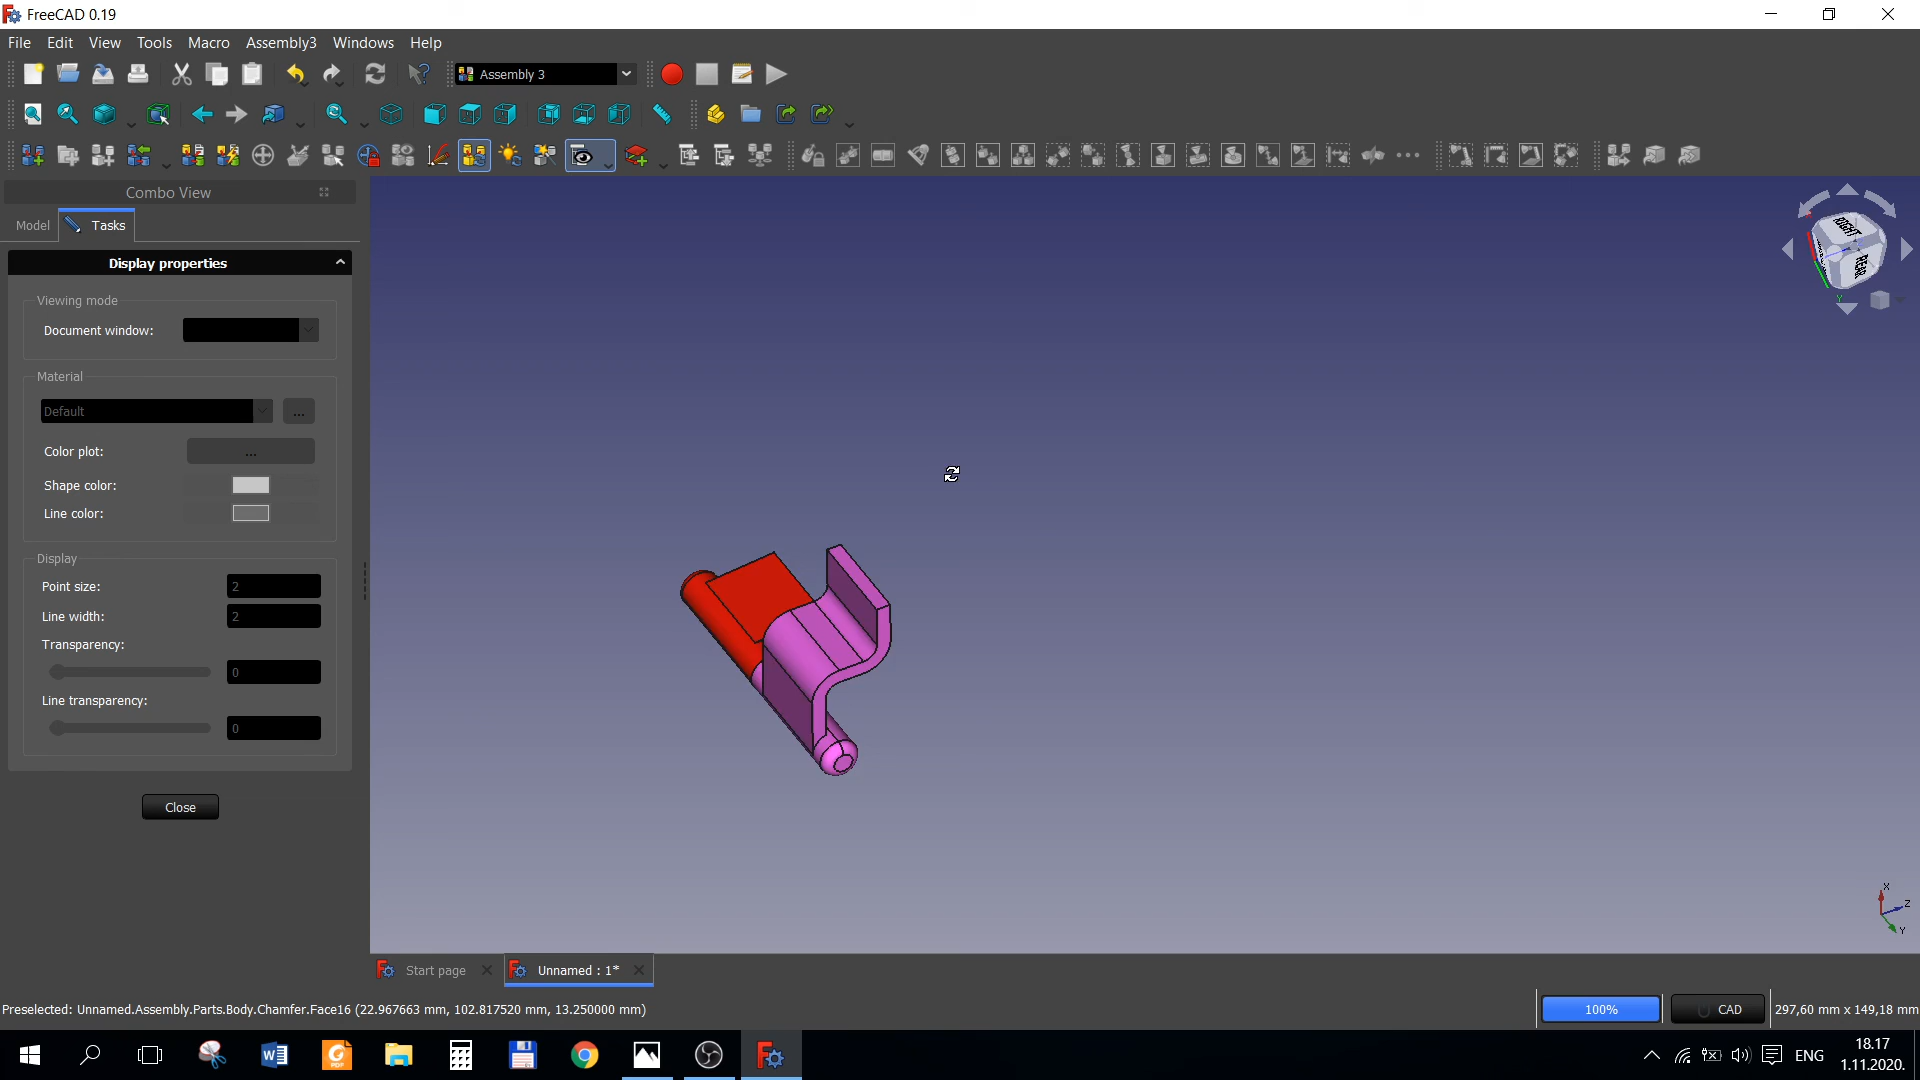 FreeCAD 0.19
File Edit View Tools Macro Assembly3 Windows Help
Assembly 3
Combo View
Model Tasks
Display properties
Viewing mode
Document window:
Material
Default ...
Color plot: ...
Shape color:
Line color:
Display
Point size: 2
Line width: 2
Transparency:
0
Line transparency:
0
Close
RIGHT
REAR
Y
X
Z
Y
Start page Unnamed : 1*
Preselected: Unnamed.Assembly.Parts.Body.Chamfer.Face16 (22.967663 mm, 102.817520 mm, 13.250000 mm)
100% CAD 297,60 mm x 149,18 mm
ENG
18.17
1.11.2020.